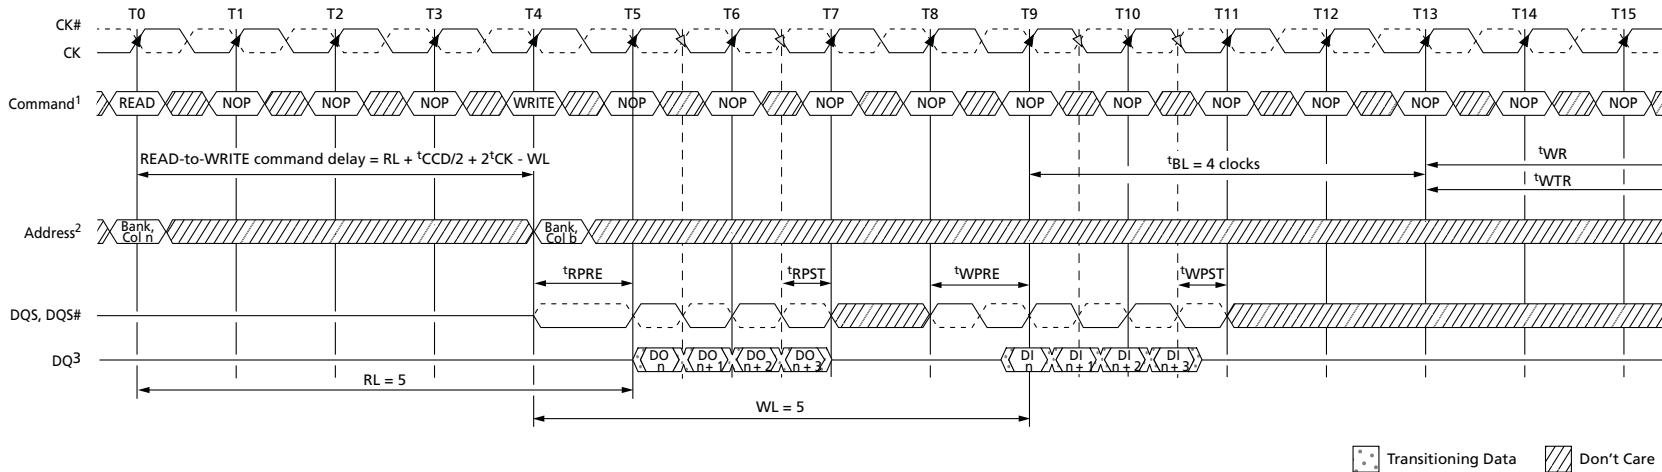 T0 T1 T2 T3 T4 T5 T6 T7 T8 T9 T10 T11 T12 T13 T14 T15
CK#
CK
Command1 READ NOP NOP NOP WRITE NOP NOP NOP NOP NOP NOP NOP NOP NOP NOP NOP
READ-to-WRITE command delay = RL + tCCD/2 + 2tCK - WL
tBL = 4 clocks
tWR
tWTR
Address2 Bank, Col n Bank, Col b
tRPRE tRPST tWPRE tWPST
DQS, DQS#
DQ3 DO n DO n + 1 DO n + 2 DO n + 3 DI n DI n + 1 DI n + 2 DI n + 3
RL = 5
WL = 5
Transitioning Data Don't Care